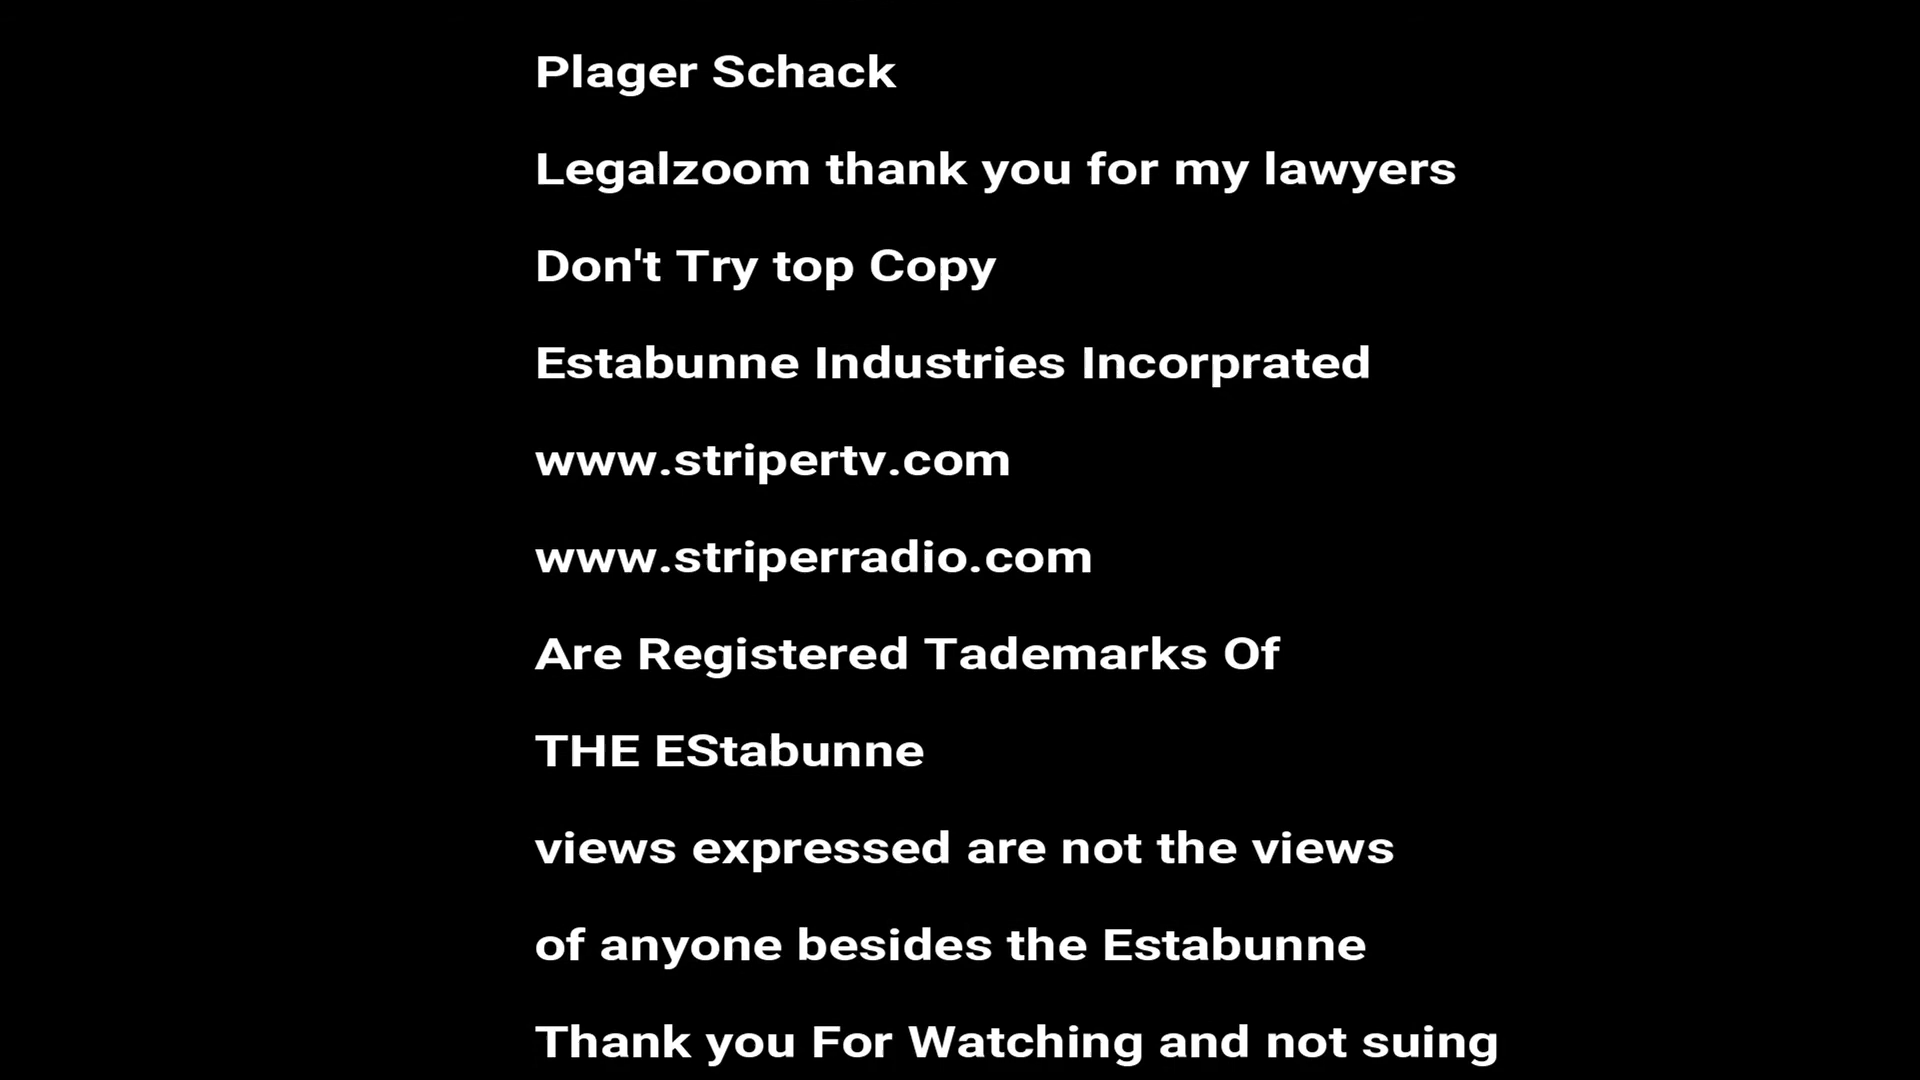 Plager Schack
Legalzoom thank you for my lawyers
Don't Try top Copy
Estabunne Industries Incorprated
www.stripertv.com
www.striperradio.com
Are Registered Tademarks Of
THE EStabunne
views expressed are not the views
of anyone besides the Estabunne
Thank you For Watching and not suing